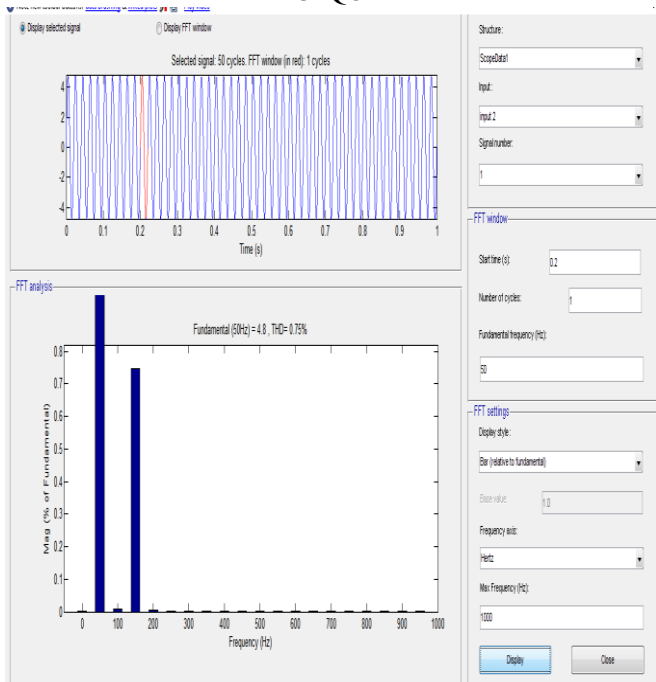 Display selected signal
Display FFT window
Selected signal: 50 cycles. FFT window (in red): 1 cycles
4
2
0
-2
-4
0 0.1 0.2 0.3 0.4 0.5 0.6 0.7 0.8 0.9 1
Time (s)
FFT analysis
Fundamental (50Hz) = 4.8 , THD= 0.75%
0.8
0.7
0.6
0.5
0.4
0.3
0.2
0.1
0
Mag (% of Fundamental)
0 100 200 300 400 500 600 700 800 900 1000
Frequency (Hz)
Structure :
ScopeData1
Input :
input 2
Signal number:
1
FFT window
Start time (s): 0.2
Number of cycles: 1
Fundamental frequency (Hz):
50
FFT settings
Display style :
Bar (relative to fundamental)
Base value: 1.0
Frequency axis:
Hertz
Max Frequency (Hz):
1000
Display Close